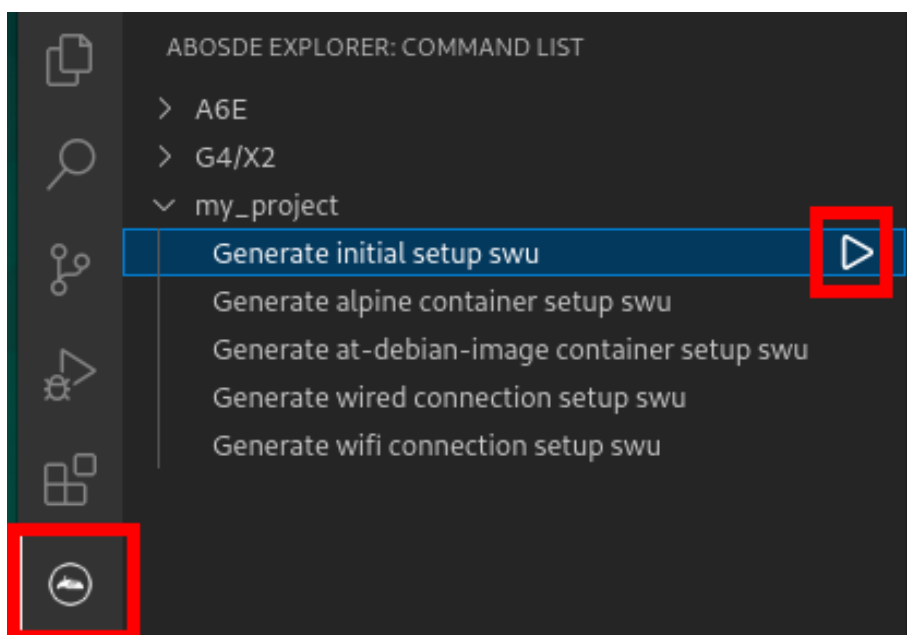 ABOSDE EXPLORER: COMMAND LIST
A6E
G4/X2
my_project
Generate initial setup swu
Generate alpine container setup swu
Generate at-debian-image container setup swu
Generate wired connection setup swu
Generate wifi connection setup swu